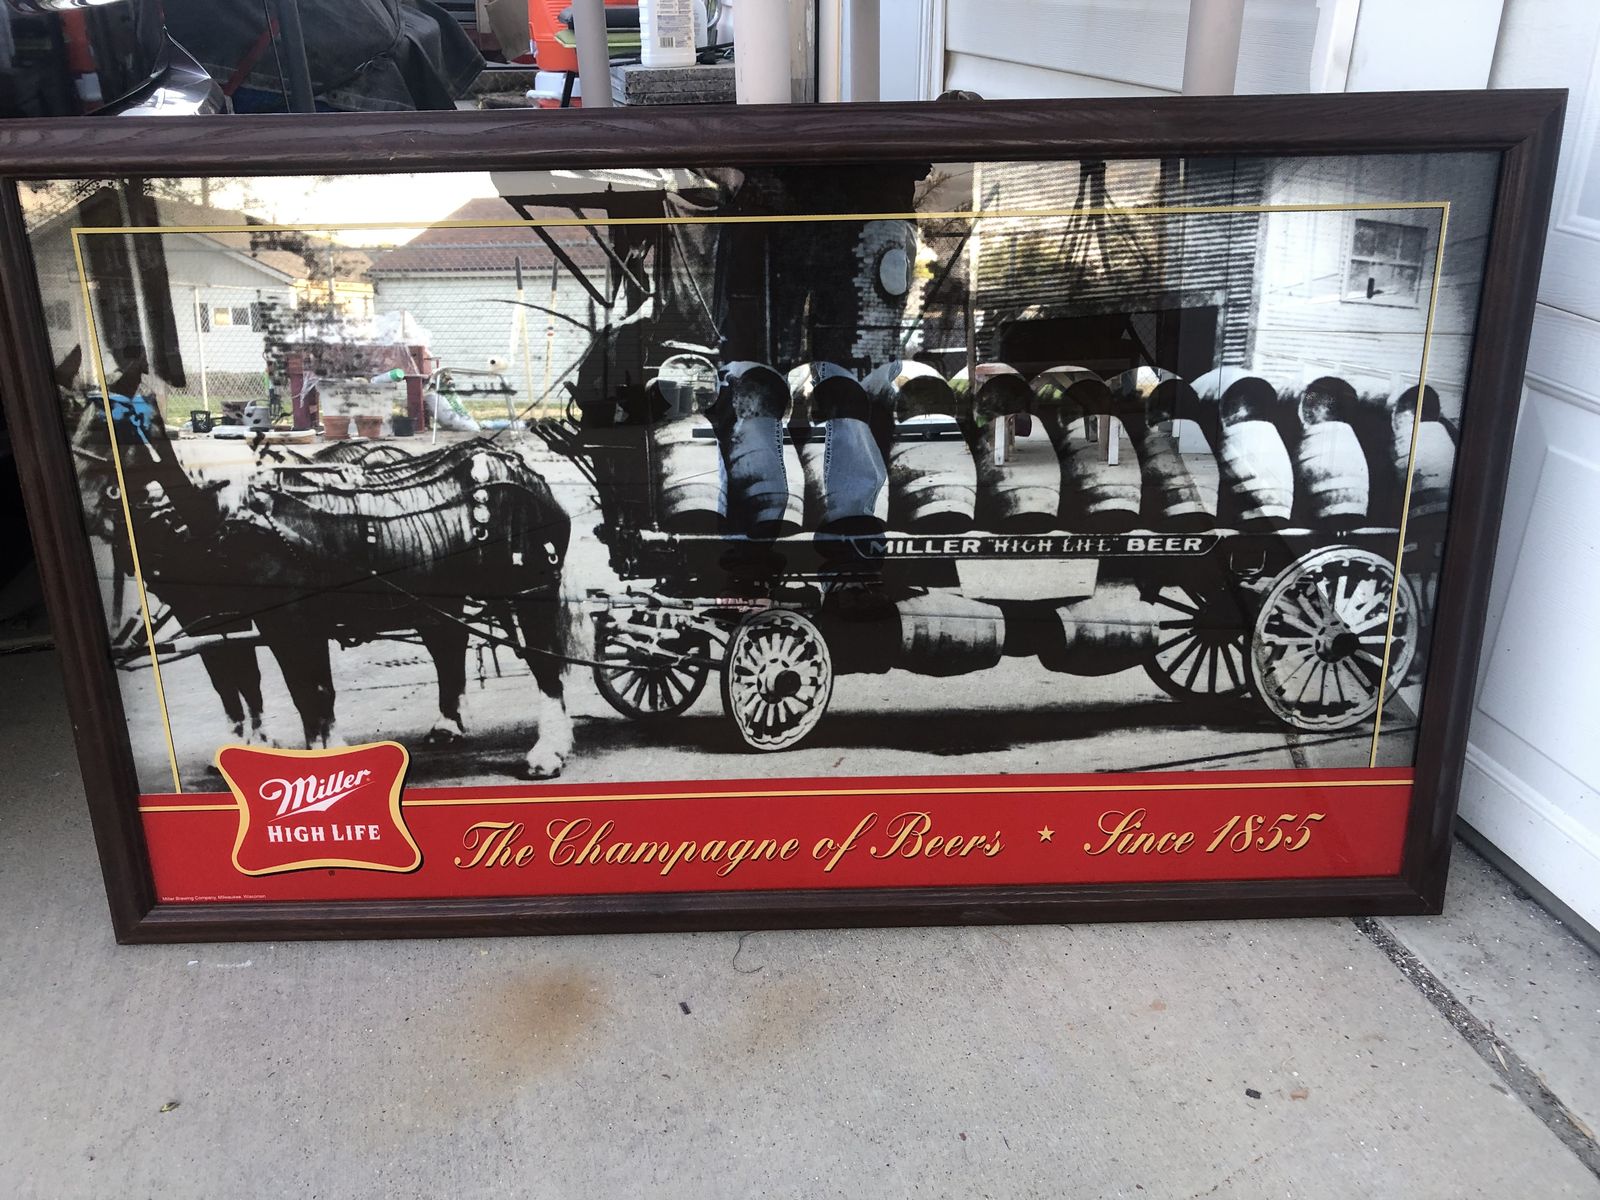 MILLER "HIGH LIFE" BEER
Miller
HIGH LIFE
The Champagne of Beers ★ Since 1855
Miller Brewing Company, Milwaukee, Wisconsin